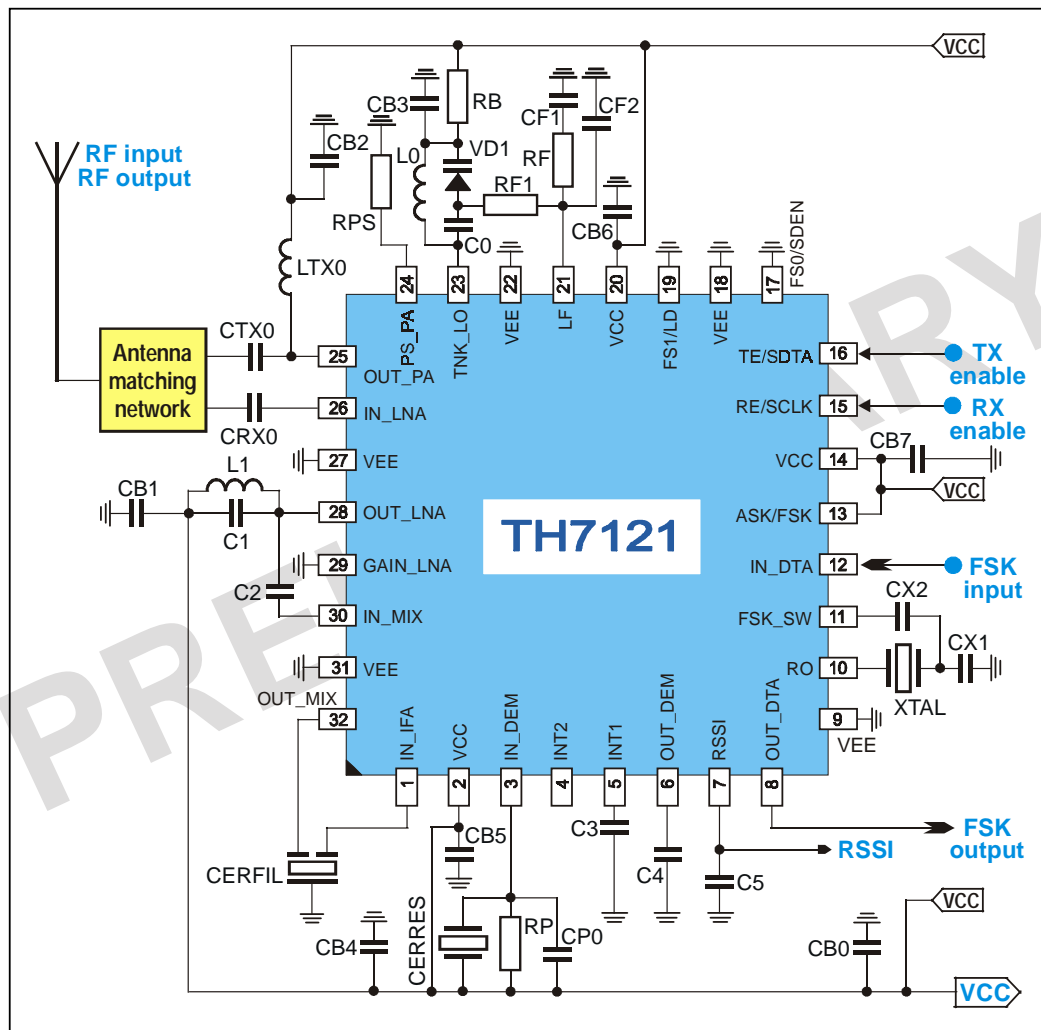 VCC
CB3
RB
CF1
CF2
CB2
L0
VD1
RF
RF input
RF output
RPS
RF1
C0
CB6
FS0/SDEN
LTX0
24
23
22
21
20
19
18
17
PS_PA
TNK_LO
VEE
LF
VCC
FS1/LD
VEE
Antenna
matching
network
CTX0
25
OUT_PA
TE/SDTA
16
TX
enable
CRX0
26
IN_LNA
RE/SCLK
15
RX
enable
27
VEE
VCC
14
CB7
VCC
CB1
L1
C1
28
OUT_LNA
ASK/FSK
13
TH7121
29
GAIN_LNA
IN_DTA
12
FSK
input
C2
30
IN_MIX
FSK_SW
11
CX2
31
VEE
RO
10
CX1
XTAL
OUT_MIX
32
9
VEE
IN_IFA
VCC
IN_DEM
INT2
INT1
OUT_DEM
RSSI
OUT_DTA
1
2
3
4
5
6
7
8
FSK
output
RSSI
CERFIL
CB5
C3
C4
C5
CERRES
RP
CP0
CB4
CB0
VCC
VCC
PRELIMINARY